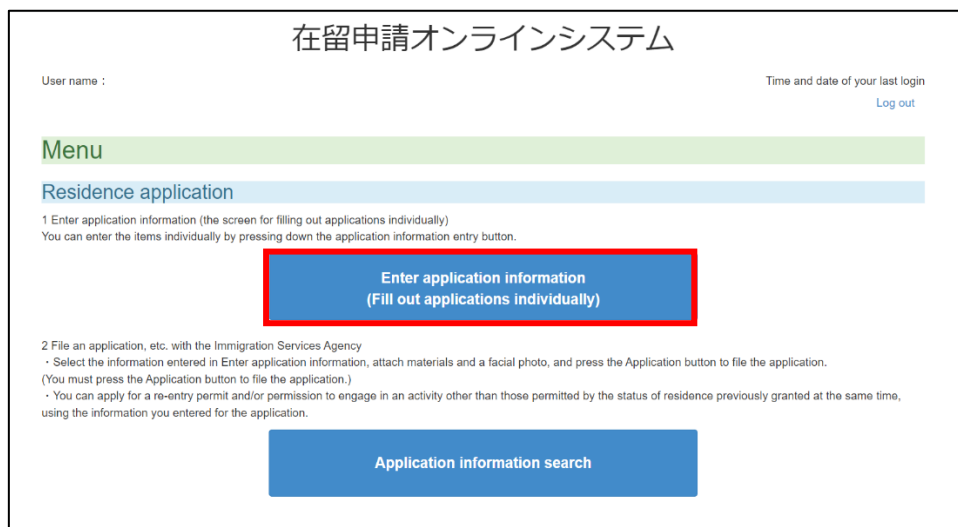 在留申請オンラインシステム
User name :
Time and date of your last login
Log out
Menu
Residence application
1 Enter application information (the screen for filling out applications individually)
You can enter the items individually by pressing down the application information entry button.
Enter application information
(Fill out applications individually)
2 File an application, etc. with the Immigration Services Agency
・Select the information entered in Enter application information, attach materials and a facial photo, and press the Application button to file the application.
(You must press the Application button to file the application.)
・You can apply for a re-entry permit and/or permission to engage in an activity other than those permitted by the status of residence previously granted at the same time,
using the information you entered for the application.
Application information search